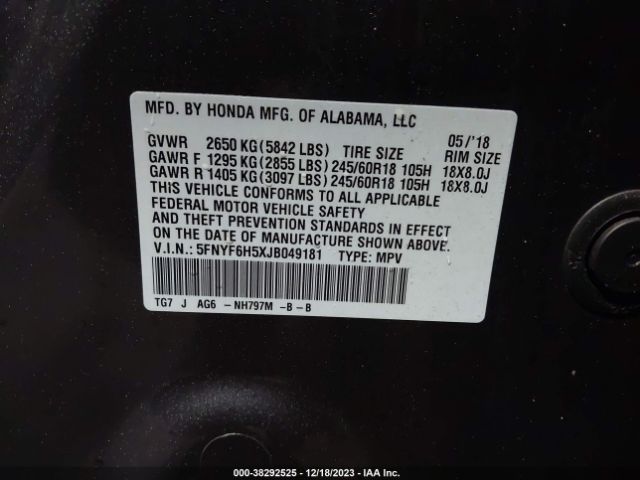 MFD. BY HONDA MFG. OF ALABAMA, LLC 05/'18
GVWR 2650 KG(5842 LBS) TIRE SIZE RIM SIZE
GAWR F 1295 KG(2855 LBS)245/60R18 105H 18X8.0J
GAWR R 1405 KG(3097 LBS)245/60R18 105H 18X8.0J
THIS VEHICLE CONFORMS TO ALL APPLICABLE
FEDERAL MOTOR VEHICLE SAFETY
AND THEFT PREVENTION STANDARDS IN EFFECT
ON THE DATE OF MANUFACTURE SHOWN ABOVE.
V.I.N.: 5FNYF6H5XJB049181 TYPE: MPV
TG7 J AG6 -NH797M -B-B
000-38292525 - 12/18/2023 - IAA Inc.